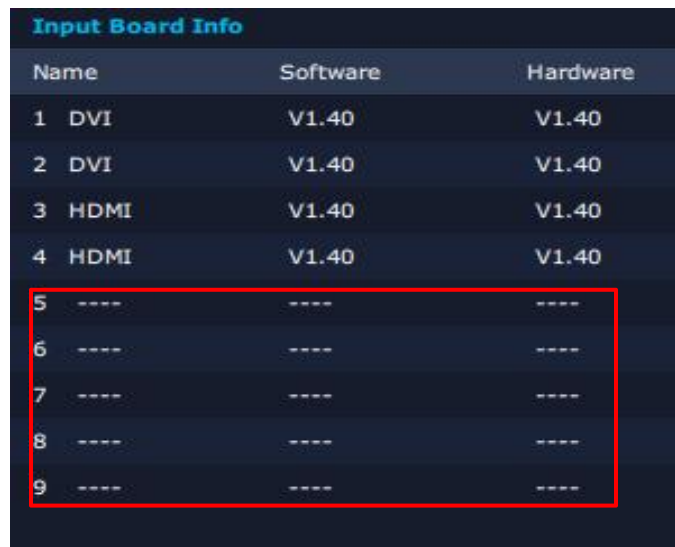 Input Board Info
Name Software Hardware
1 DVI V1.40 V1.40
2 DVI V1.40 V1.40
3 HDMI V1.40 V1.40
4 HDMI V1.40 V1.40
5 ---- ---- ----
6 ---- ---- ----
7 ---- ---- ----
8 ---- ---- ----
9 ---- ---- ----